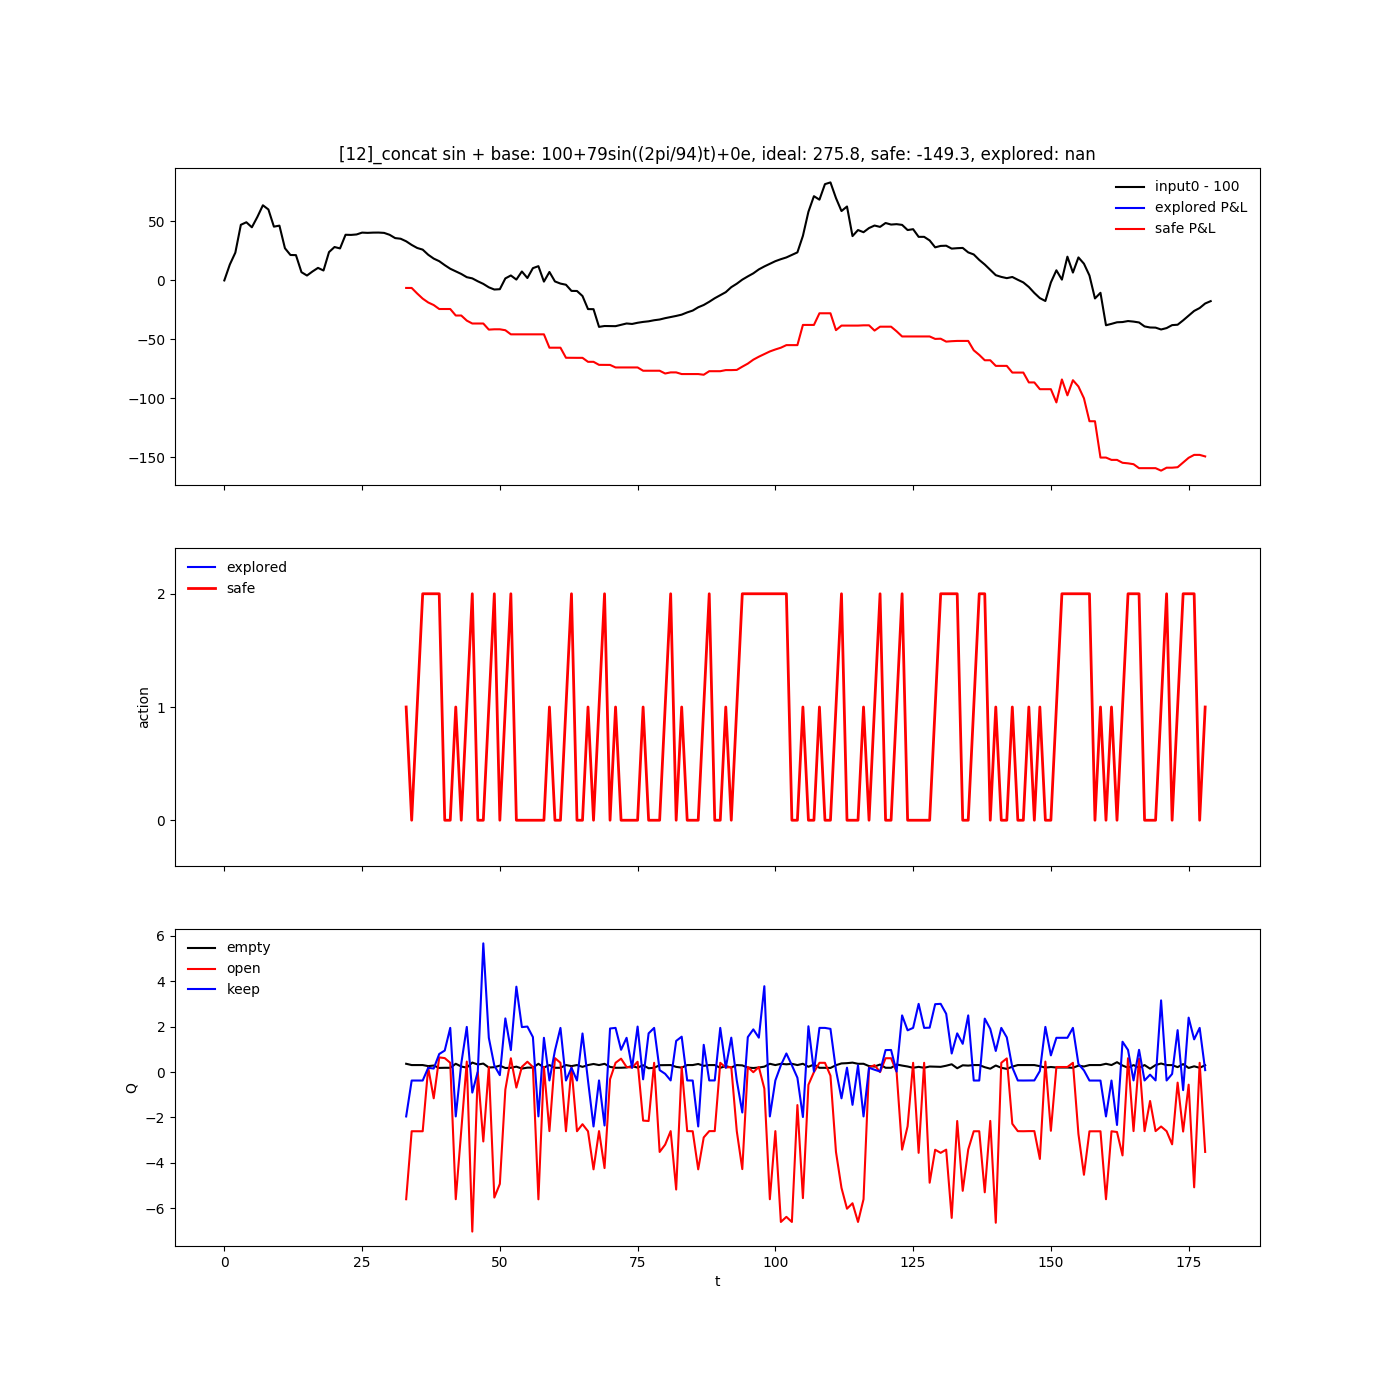 [12]_concat sin + base: 100+79sin((2pi/94)t)+0e, ideal: 275.8, safe: -149.3, explored: nan
input0 - 100
explored P&L
safe P&L
50
0
−50
−100
−150
explored
safe
2
1
0
action
empty
open
keep
6
4
2
0
−2
−4
−6
Q
0 25 50 75 100 125 150 175
t